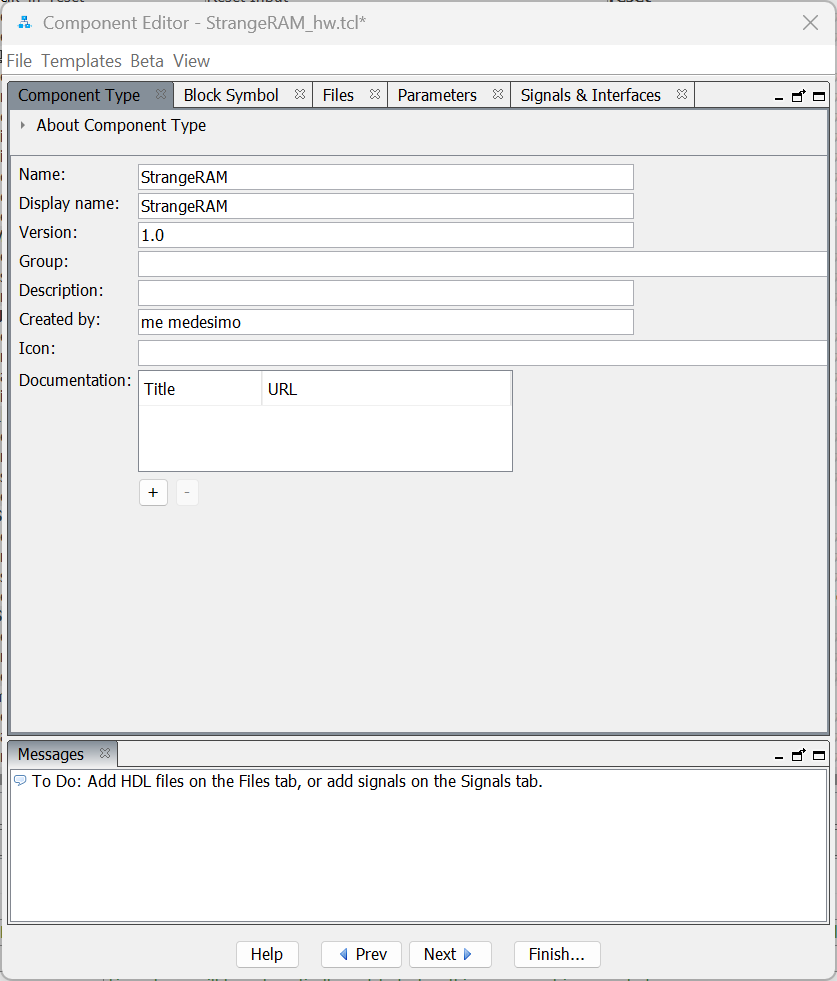 Component Editor - StrangeRAM_hw.tcl*
File Templates Beta View
Component Type Block Symbol Files Parameters Signals & Interfaces
About Component Type
Name: StrangeRAM
Display name: StrangeRAM
Version: 1.0
Group:
Description:
Created by: me medesimo
Icon:
Documentation: Title URL
+ -
Messages
To Do: Add HDL files on the Files tab, or add signals on the Signals tab.
Help Prev Next Finish...